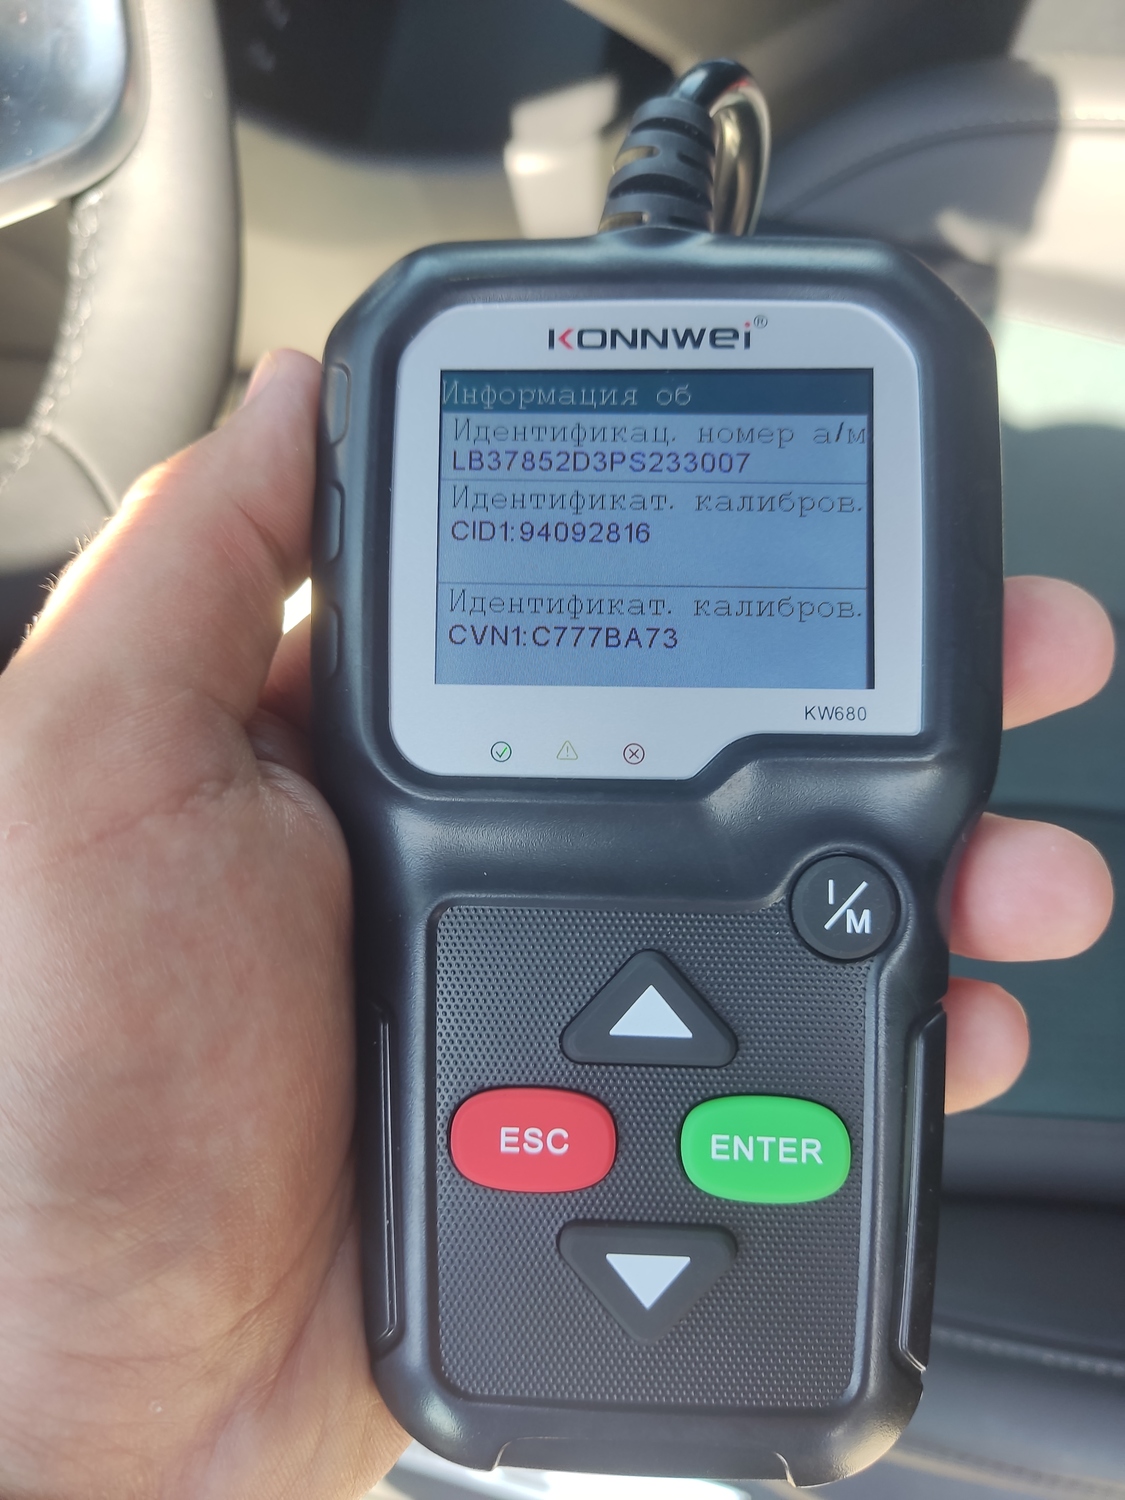 KONNWEI®
Информация об
Идентификац. номер а/м
LB37852D3PS233007
Идентификат. калибров.
CID1:94092816
Идентификат. калибров.
CVN1:C777BA73
KW680
I/M
ESC
ENTER